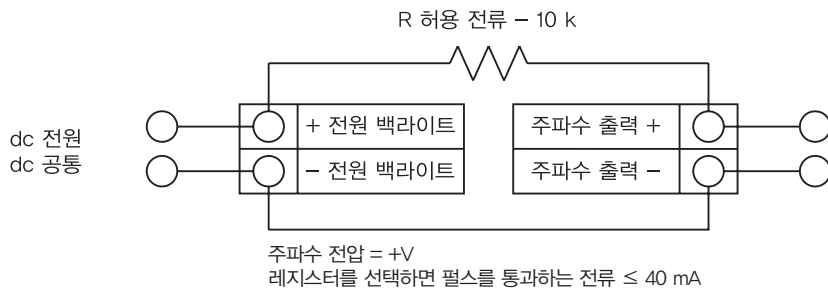 R 허용 전류 – 10 k
+ 전원 백라이트
주파수 출력 +
dc 전원
dc 공통
– 전원 백라이트
주파수 출력 –
주파수 전압 = +V
레지스터를 선택하면 펄스를 통과하는 전류 ≤ 40 mA